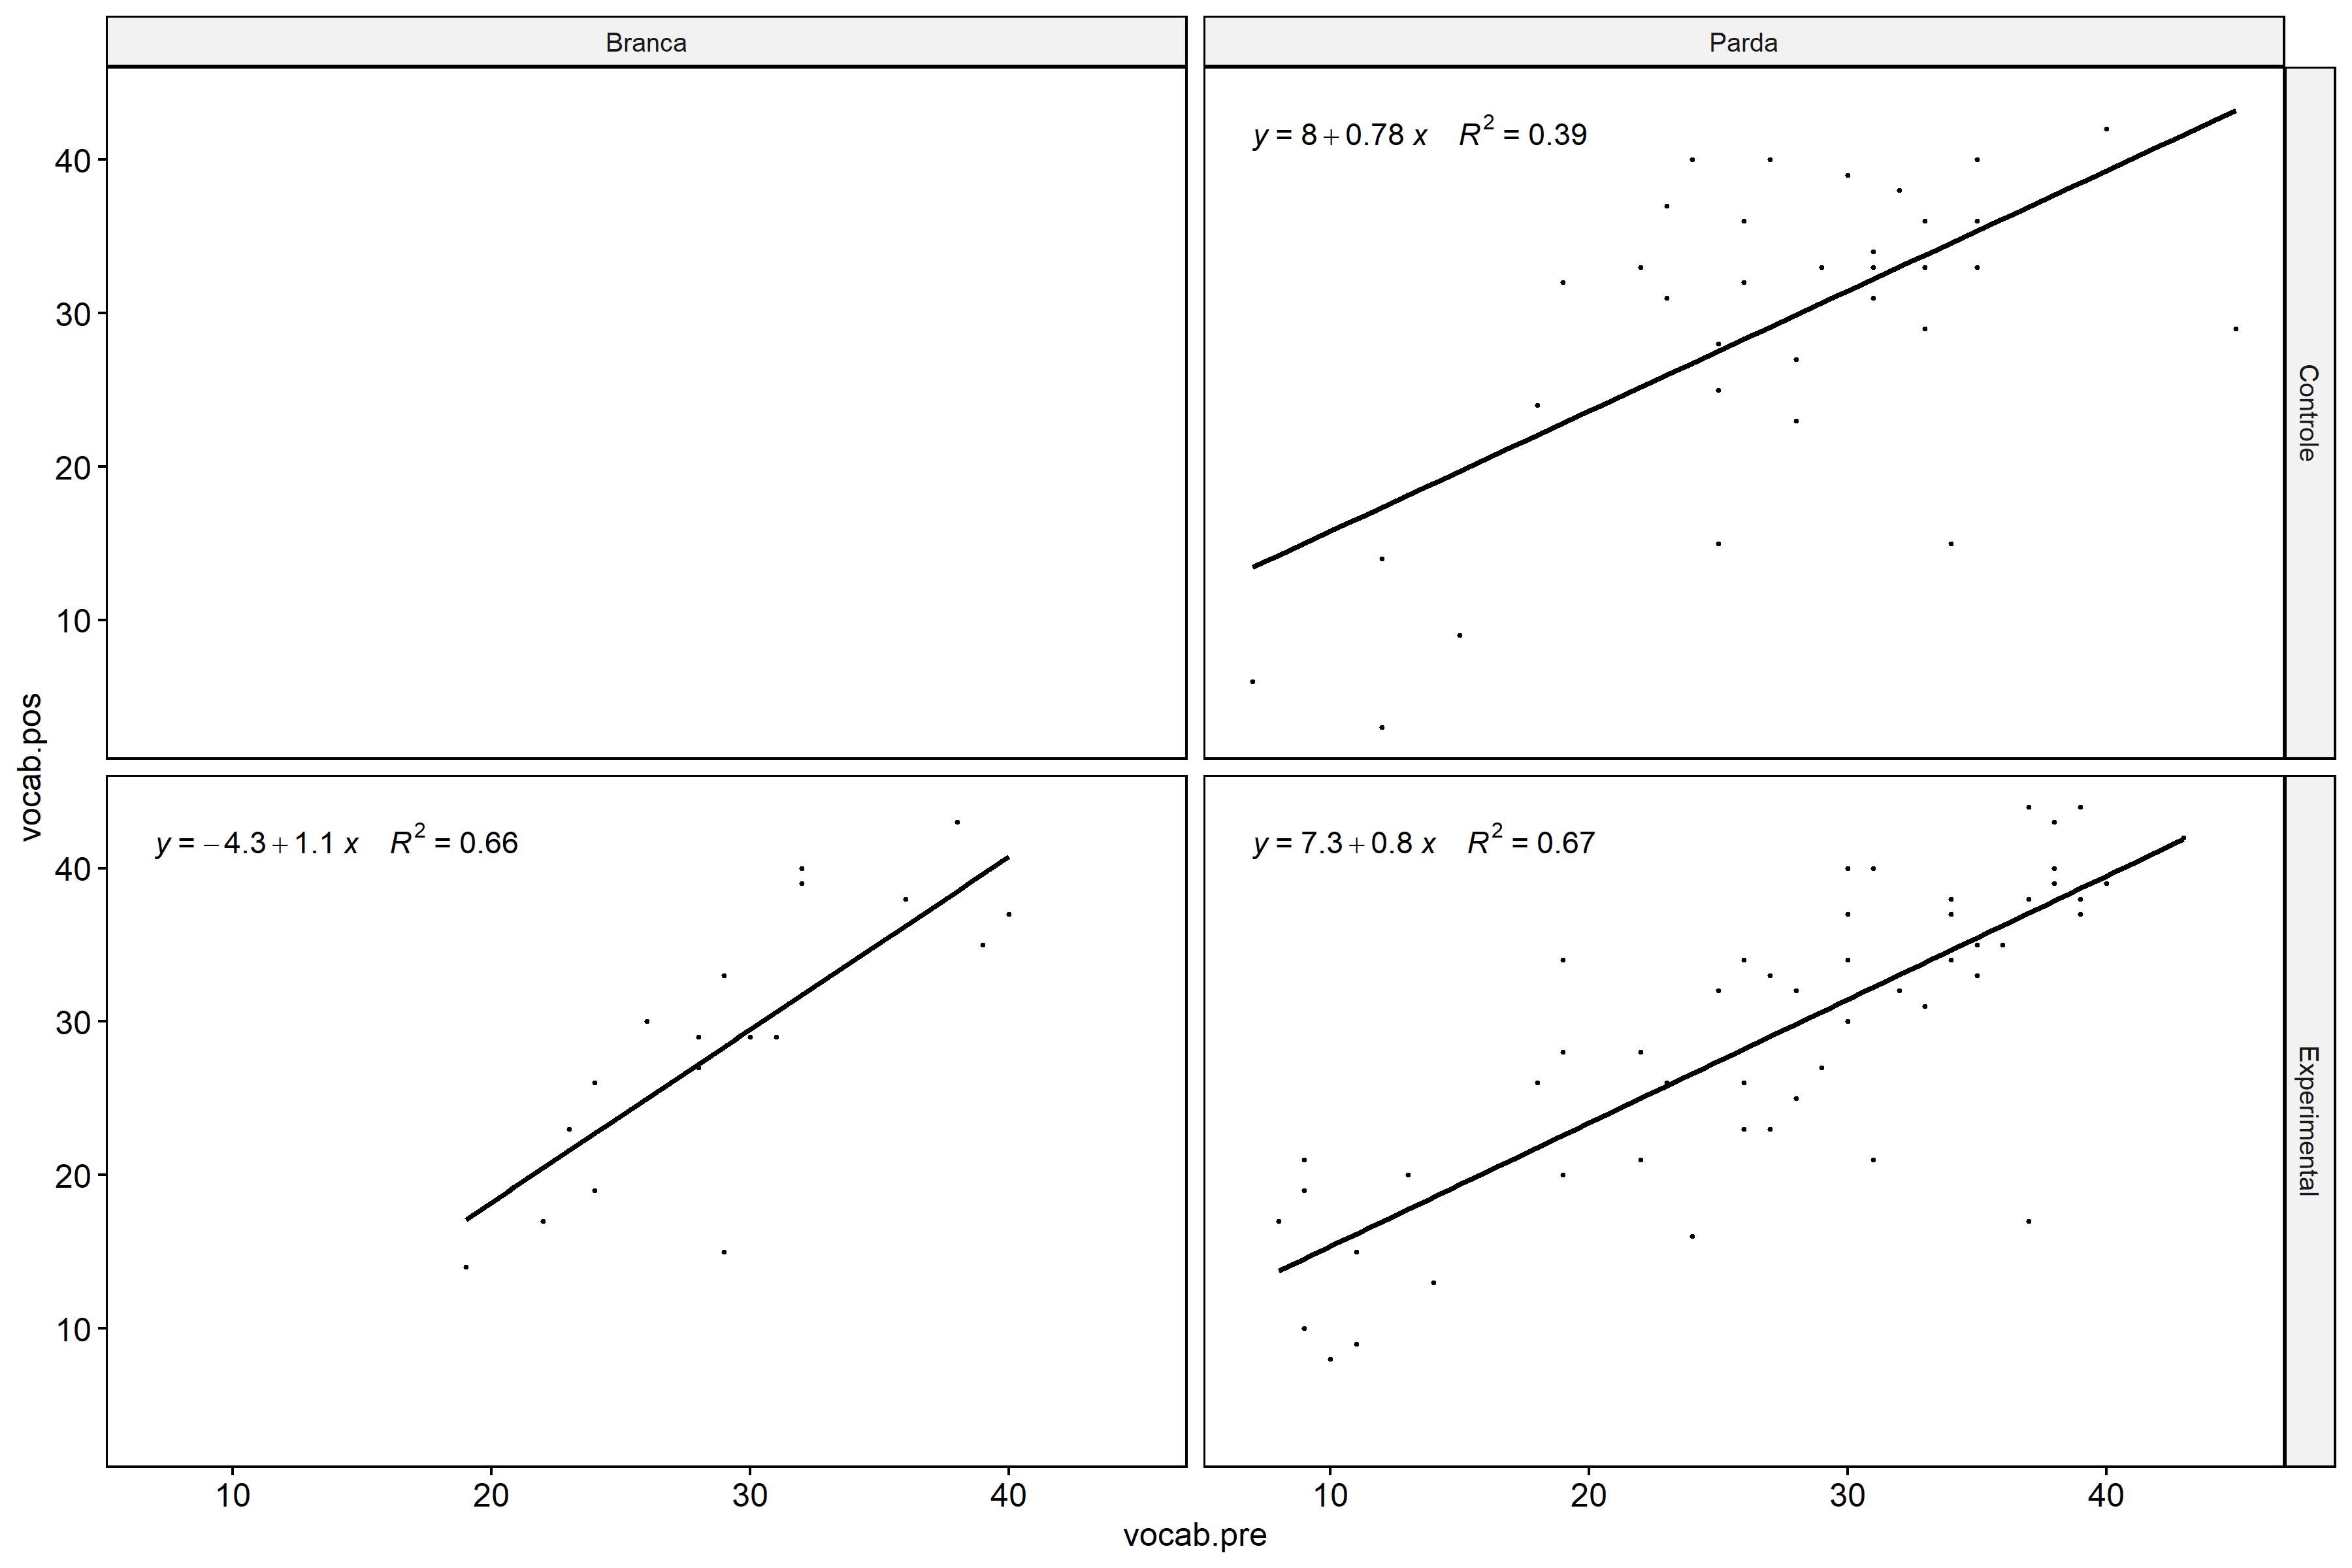 Branca
Parda
y = 8 + 0.78 x R² = 0.39
40
30
20
10
Controle
vocab.pos
y = −4.3 + 1.1 x R² = 0.66
y = 7.3 + 0.8 x R² = 0.67
40
30
20
10
Experimental
10 20 30 40
10 20 30 40
vocab.pre